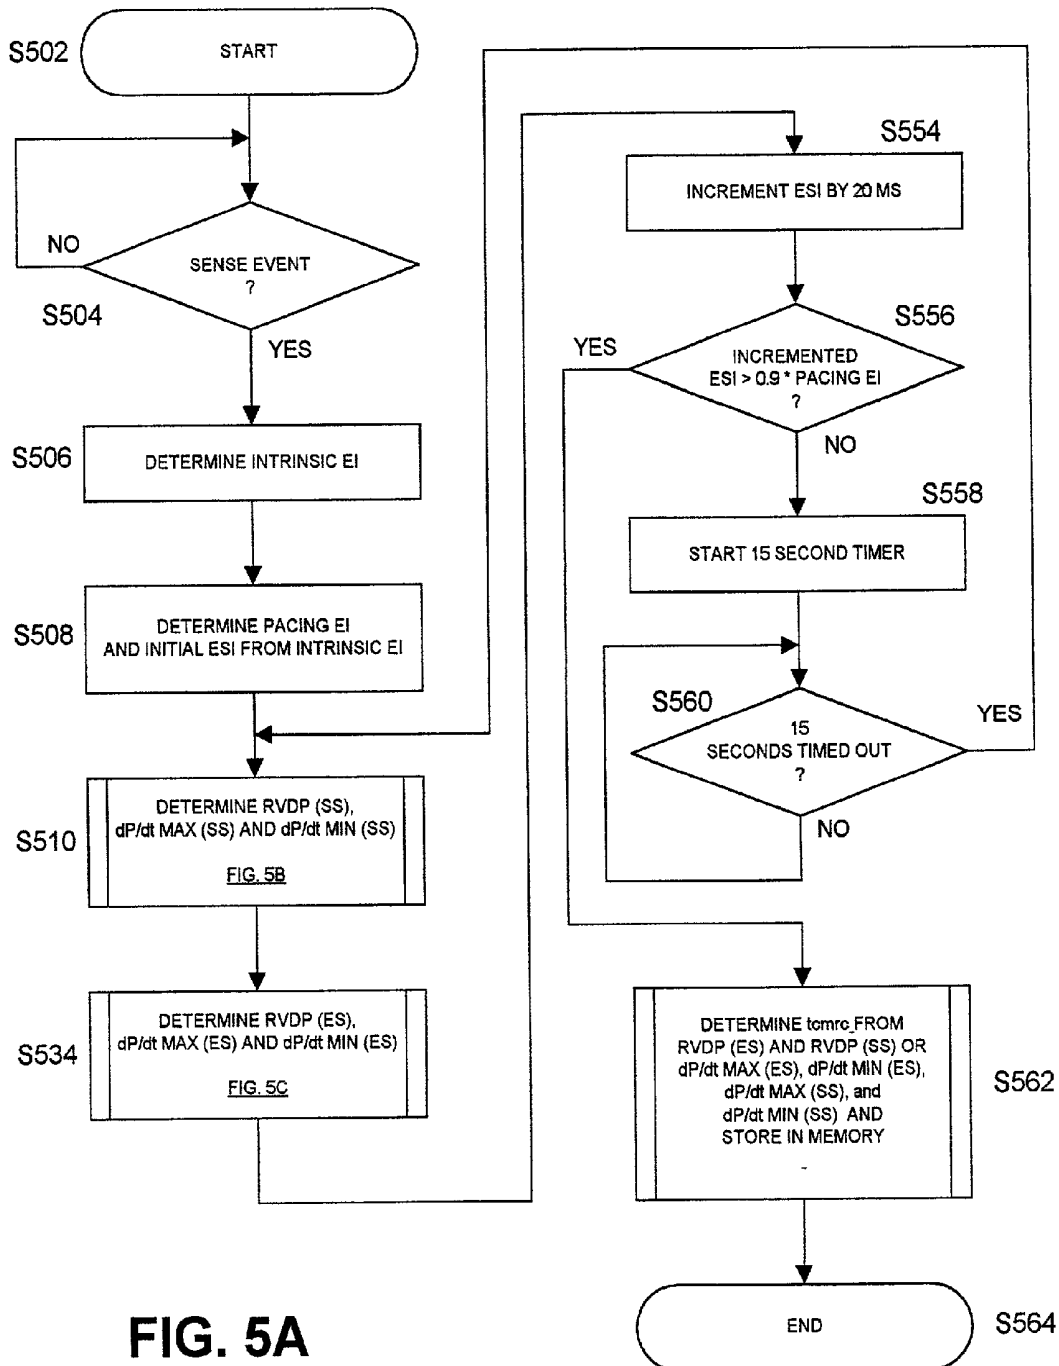 S502
START
NO
SENSE EVENT
?
S504
YES
S506
DETERMINE INTRINSIC EI
S508
DETERMINE PACING EI
AND INITIAL ESI FROM INTRINSIC EI
S510
DETERMINE RVDP (SS),
dP/dt MAX (SS) AND dP/dt MIN (SS)
FIG. 5B
S534
DETERMINE RVDP (ES),
dP/dt MAX (ES) AND dP/dt MIN (ES)
FIG. 5C
S554
INCREMENT ESI BY 20 MS
S556
YES
INCREMENTED
ESI > 0.9 * PACING EI
?
NO
S558
START 15 SECOND TIMER
S560
15
SECONDS TIMED OUT
?
YES
NO
DETERMINE tcmrc_FROM
RVDP (ES) AND RVDP (SS) OR
dP/dt MAX (ES), dP/dt MIN (ES),
dP/dt MAX (SS), and
dP/dt MIN (SS) AND
STORE IN MEMORY
S562
END
S564
FIG. 5A